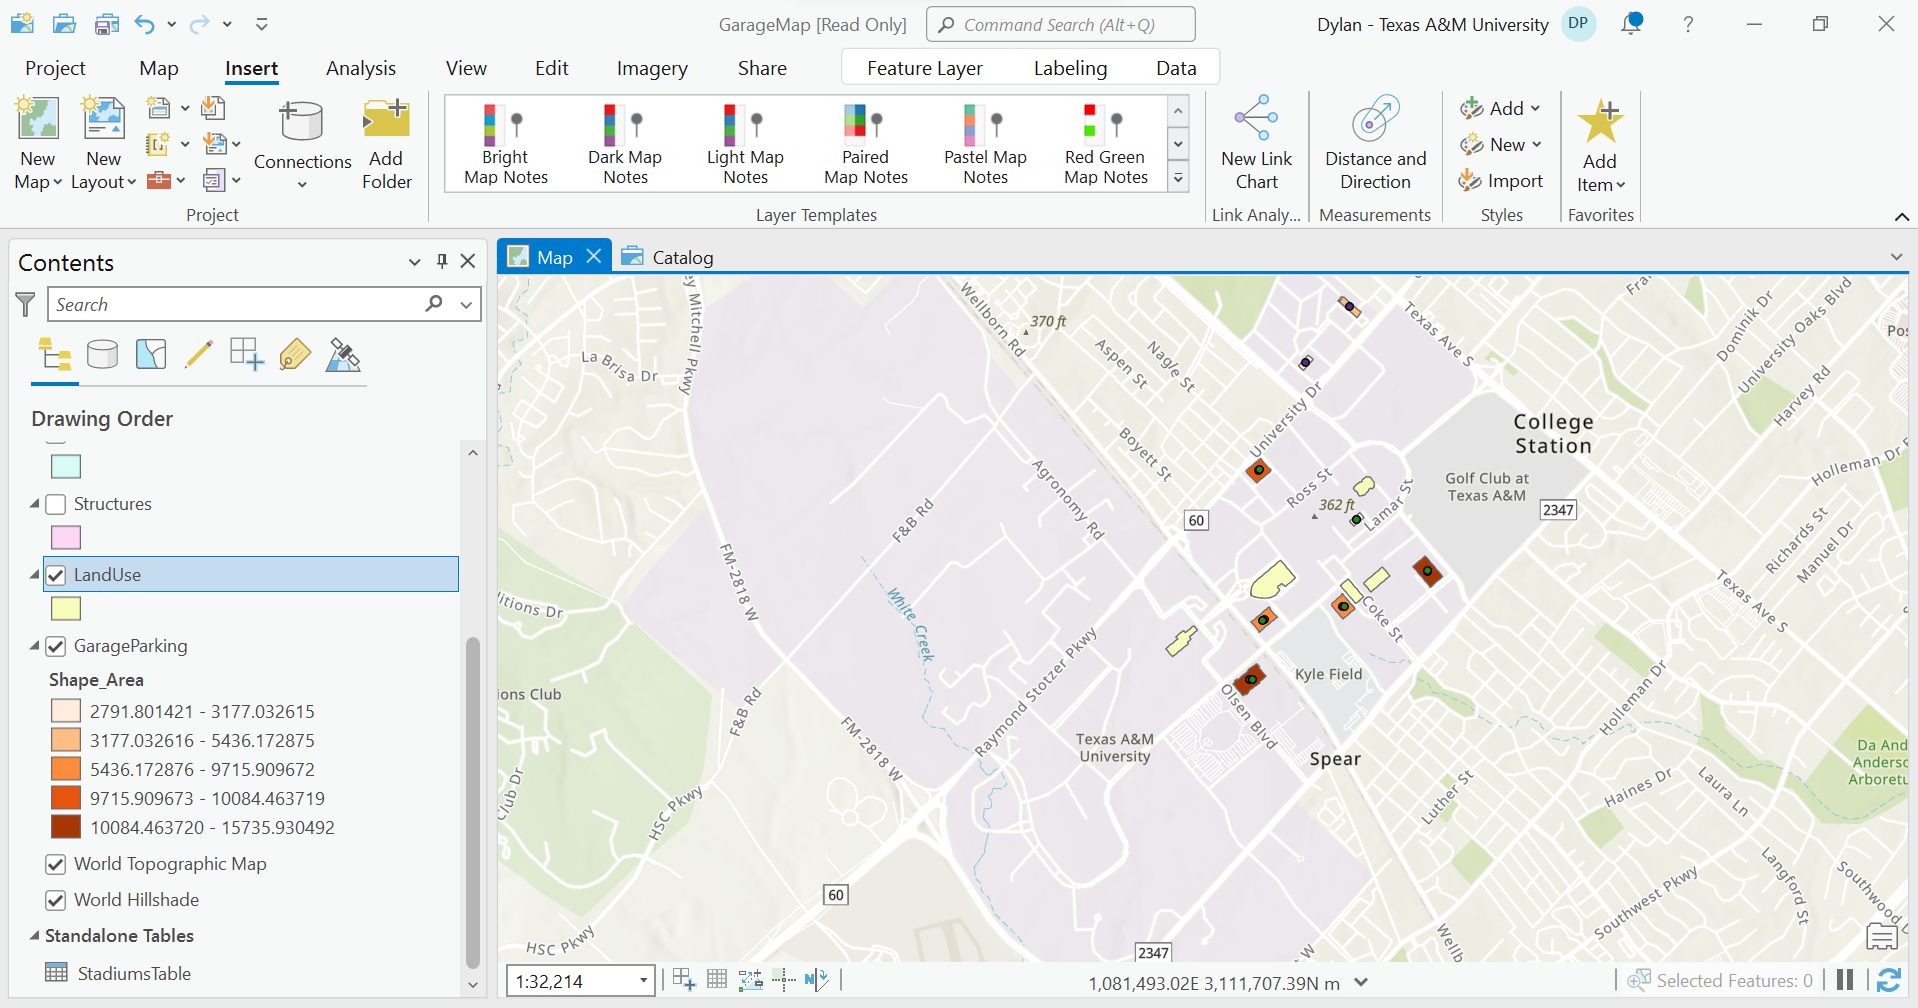 GarageMap [Read Only]
Command Search (Alt+Q)
Dylan - Texas A&M University
DP
?
Project
Map
Insert
Analysis
View
Edit
Imagery
Share
Feature Layer
Labeling
Data
New
Map
New
Layout
Connections
Add
Folder
Project
Bright
Map Notes
Dark Map
Notes
Light Map
Notes
Paired
Map Notes
Pastel Map
Notes
Red Green
Map Notes
Layer Templates
New Link
Chart
Link Analy...
Distance and
Direction
Measurements
Add
New
Import
Styles
Add
Item
Favorites
Contents
Search
Drawing Order
Structures
LandUse
GarageParking
Shape_Area
2791.801421 - 3177.032615
3177.032616 - 5436.172875
5436.172876 - 9715.909672
9715.909673 - 10084.463719
10084.463720 - 15735.930492
World Topographic Map
World Hillshade
Standalone Tables
StadiumsTable
Map
Catalog
ey Mitchell Pkwy
La Brisa Dr
Wellborn Rd
370 ft
Aspen St
Nagle St
Boyett St
University Dr
Texas Ave S
Fra
Dominik Dr
University Oaks Blvd
Pos
Harvey Rd
College
Station
Holleman Dr
Golf Club at
Texas A&M
2347
Ross St
362 ft
Lamar St
60
Agronomy Rd
F&B Rd
FM-2818 W
White Creek
itions Dr
Richards St
Manuel Dr
Texas Ave S
Coke St
Kyle Field
Raymond Stotzer Pkwy
Olsen Blvd
ions Club
F&B Rd
FM-2818 W
Texas A&M
University
Spear
Holleman Dr
Da And
Anderso
Arboretu
Club Dr
HSC Pkwy
Luther St
Haines Dr
Laura Ln
60
HSC Pkwy
2347
W
Wellb
Southwest Pkwy
Langford St
Southwood
1:32,214
N
1,081,493.02E 3,111,707.39N m
Selected Features: 0